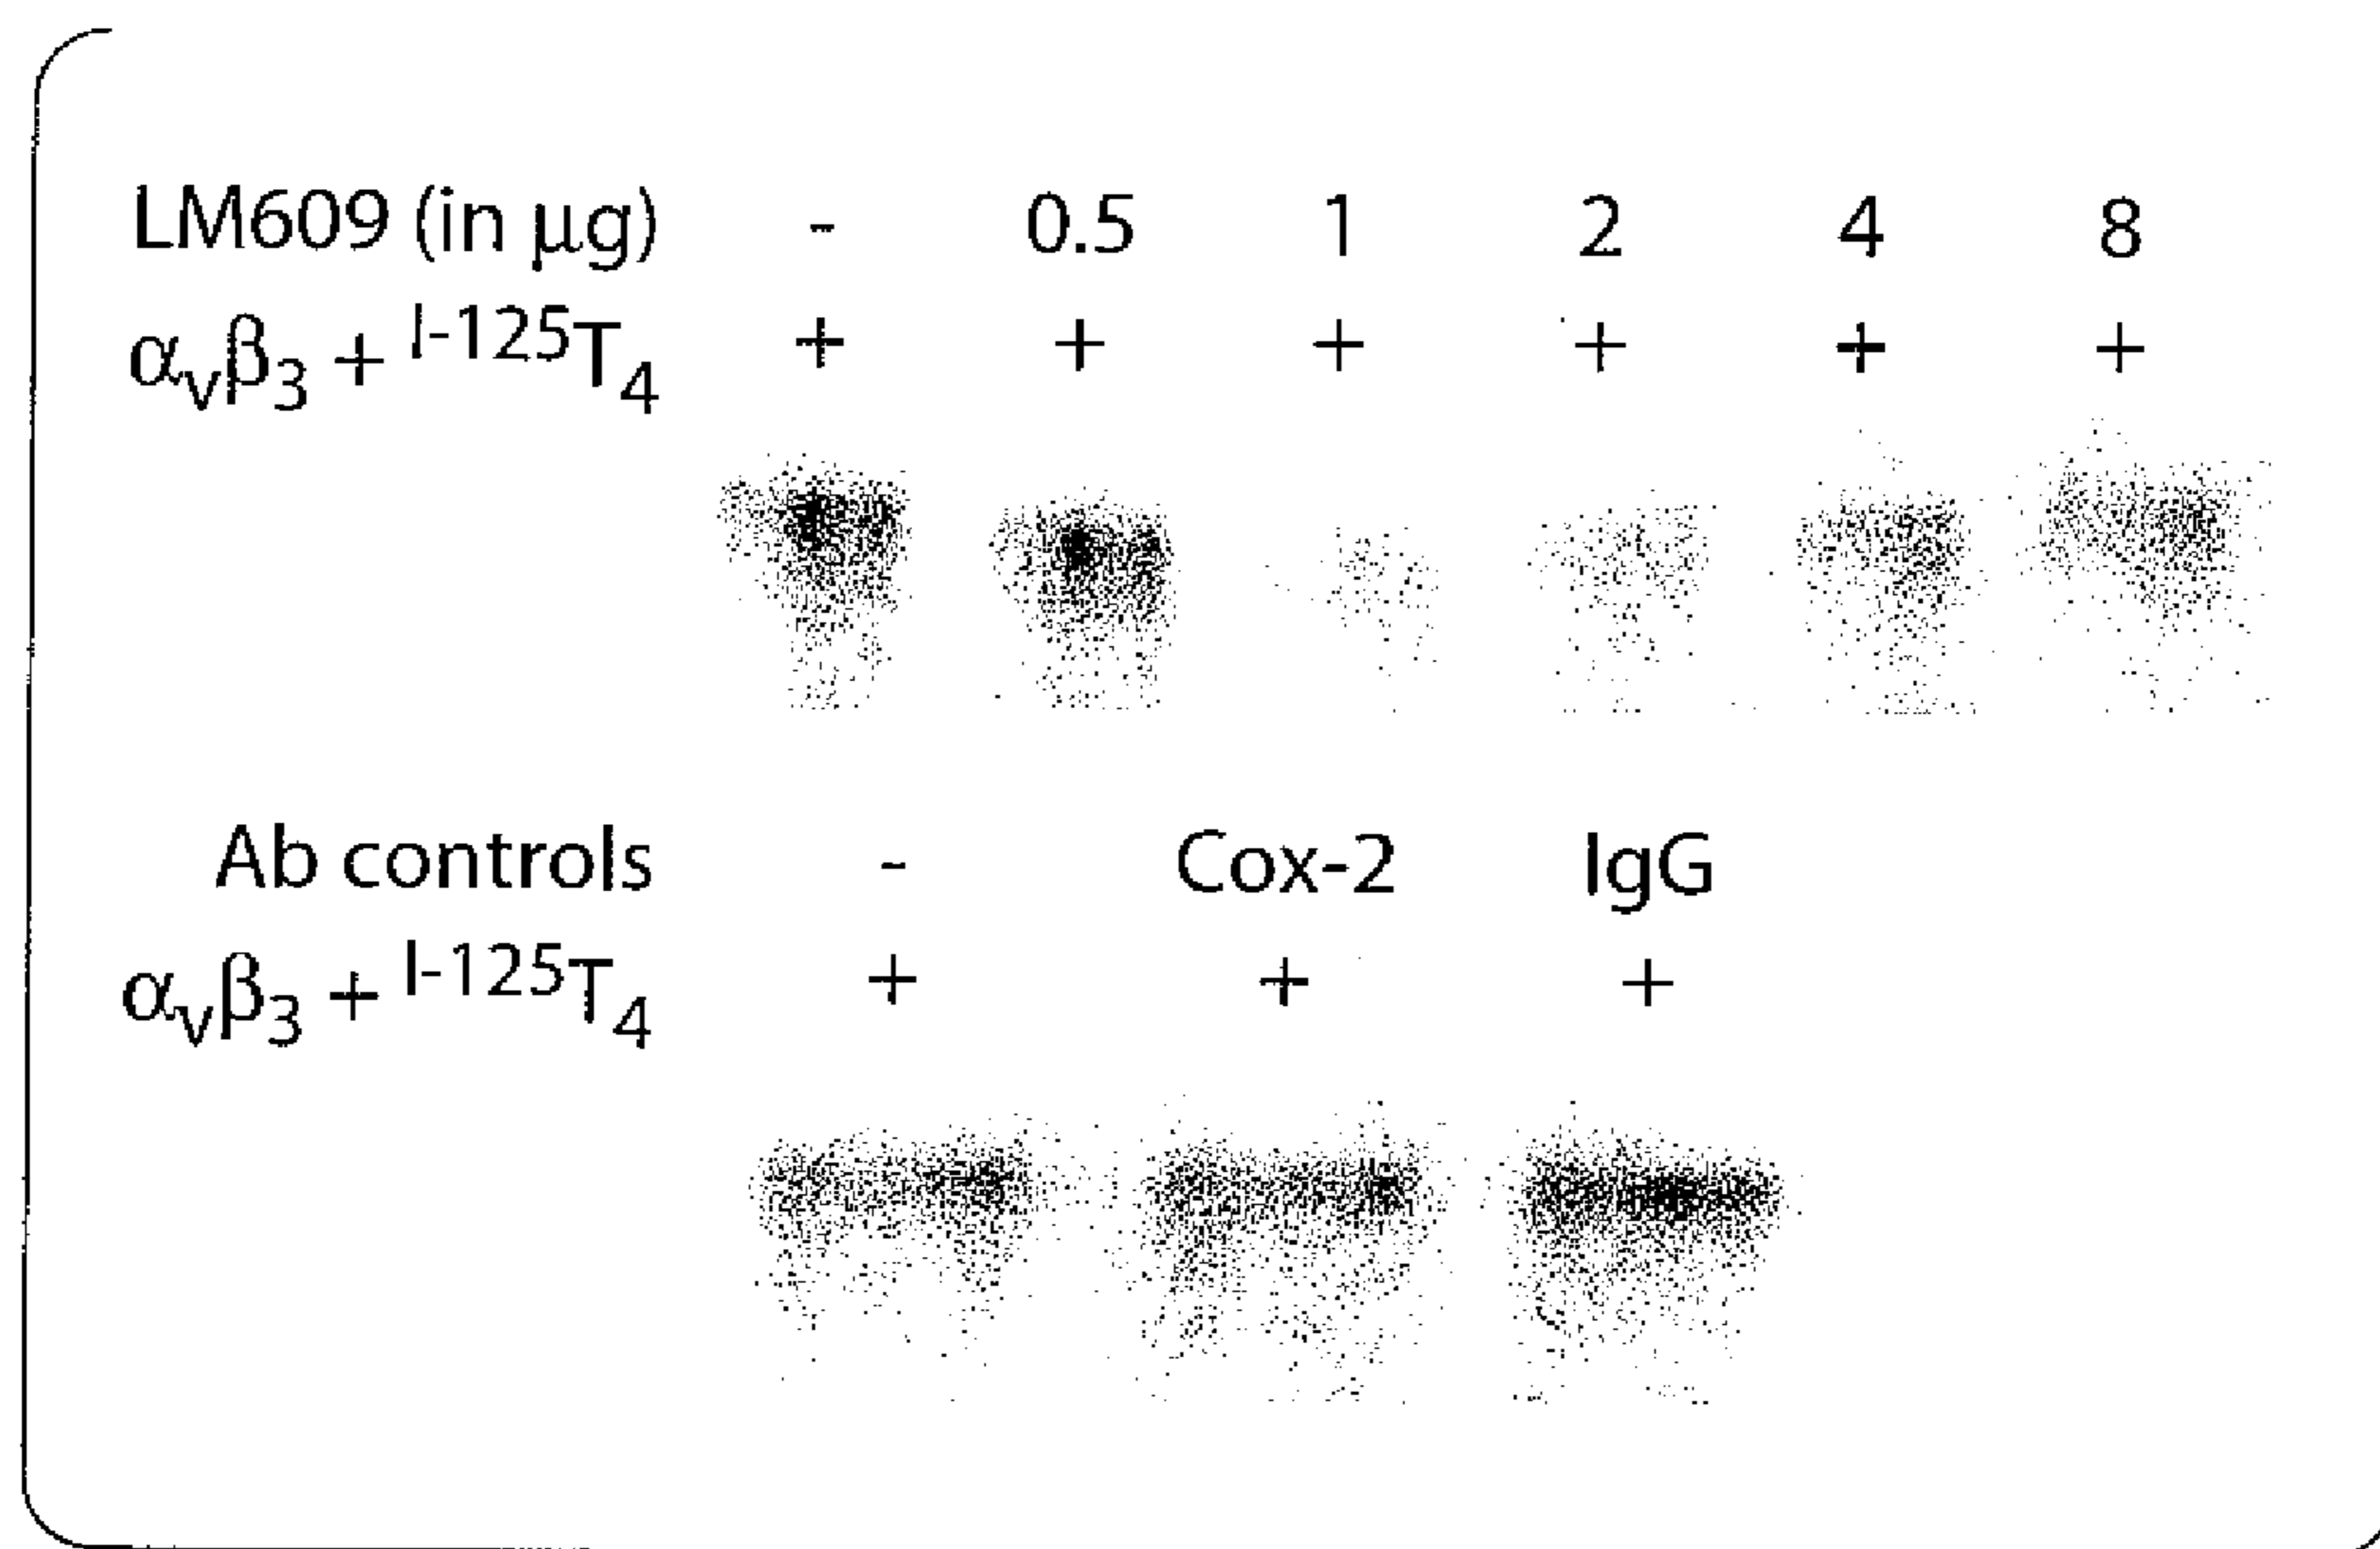 LM609 (in μg) - 0.5 1 2 4 8
αvβ3 + I-125T4 + + + + + +
Ab controls - Cox-2 IgG
αvβ3 + I-125T4 + + +